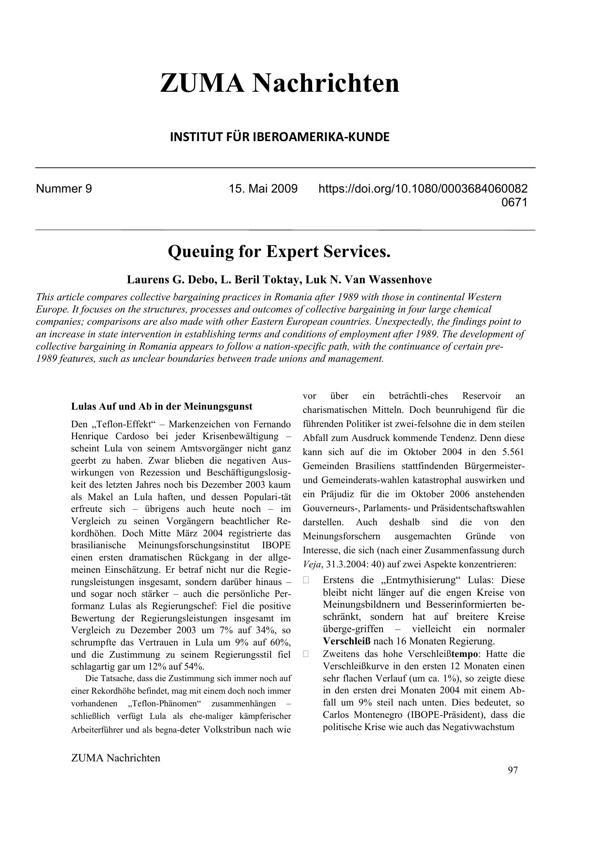 ZUMA Nachrichten
INSTITUT FÜR IBEROAMERIKA-KUNDE
Nummer 9 15. Mai 2009 https://doi.org/10.1080/0003684060082
0671
Queuing for Expert Services.
Laurens G. Debo, L. Beril Toktay, Luk N. Van Wassenhove
This article compares collective bargaining practices in Romania after 1989 with those in continental Western
Europe. It focuses on the structures, processes and outcomes of collective bargaining in four large chemical
companies; comparisons are also made with other Eastern European countries. Unexpectedly, the findings point to
an increase in state intervention in establishing terms and conditions of employment after 1989. The development of
collective bargaining in Romania appears to follow a nation-specific path, with the continuance of certain pre-
1989 features, such as unclear boundaries between trade unions and management.
Lulas Auf und Ab in der Meinungsgunst
Den „Teflon-Effekt“ – Markenzeichen von Fernando
Henrique Cardoso bei jeder Krisenbewältigung –
scheint Lula von seinem Amtsvorgänger nicht ganz
geerbt zu haben. Zwar blieben die negativen Aus-
wirkungen von Rezession und Beschäftigungslosig-
keit des letzten Jahres noch bis Dezember 2003 kaum
als Makel an Lula haften, und dessen Populari-tät
erfreute sich – übrigens auch heute noch – im
Vergleich zu seinen Vorgängern beachtlicher Re-
kordhöhen. Doch Mitte März 2004 registrierte das
brasilianische Meinungsforschungsinstitut IBOPE
einen ersten dramatischen Rückgang in der allge-
meinen Einschätzung. Er betraf nicht nur die Regie-
rungsleistungen insgesamt, sondern darüber hinaus –
und sogar noch stärker – auch die persönliche Per-
formanz Lulas als Regierungschef: Fiel die positive
Bewertung der Regierungsleistungen insgesamt im
Vergleich zu Dezember 2003 um 7% auf 34%, so
schrumpfte das Vertrauen in Lula um 9% auf 60%,
und die Zustimmung zu seinem Regierungsstil fiel
schlagartig gar um 12% auf 54%.
Die Tatsache, dass die Zustimmung sich immer noch auf
einer Rekordhöhe befindet, mag mit einem doch noch immer
vorhandenen „Teflon-Phänomen“ zusammenhängen –
schließlich verfügt Lula als ehe-maliger kämpferischer
Arbeiterführer und als begna-deter Volkstribun nach wie
vor über ein beträchtli-ches Reservoir an
charismatischen Mitteln. Doch beunruhigend für die
führenden Politiker ist zwei-felsohne die in dem steilen
Abfall zum Ausdruck kommende Tendenz. Denn diese
kann sich auf die im Oktober 2004 in den 5.561
Gemeinden Brasiliens stattfindenden Bürgermeister-
und Gemeinderats-wahlen katastrophal auswirken und
ein Präjudiz für die im Oktober 2006 anstehenden
Gouverneurs-, Parlaments- und Präsidentschaftswahlen
darstellen. Auch deshalb sind die von den
Meinungsforschern ausgemachten Gründe von
Interesse, die sich (nach einer Zusammenfassung durch
Veja, 31.3.2004: 40) auf zwei Aspekte konzentrieren:
Erstens die „Entmythisierung“ Lulas: Diese
bleibt nicht länger auf die engen Kreise von
Meinungsbildnern und Besserinformierten be-
schränkt, sondern hat auf breitere Kreise
überge-griffen – vielleicht ein normaler
Verschleiß nach 16 Monaten Regierung.
Zweitens das hohe Verschleißtempo: Hatte die
Verschleißkurve in den ersten 12 Monaten einen
sehr flachen Verlauf (um ca. 1%), so zeigte diese
in den ersten drei Monaten 2004 mit einem Ab-
fall um 9% steil nach unten. Dies bedeutet, so
Carlos Montenegro (IBOPE-Präsident), dass die
politische Krise wie auch das Negativwachstum
ZUMA Nachrichten
97